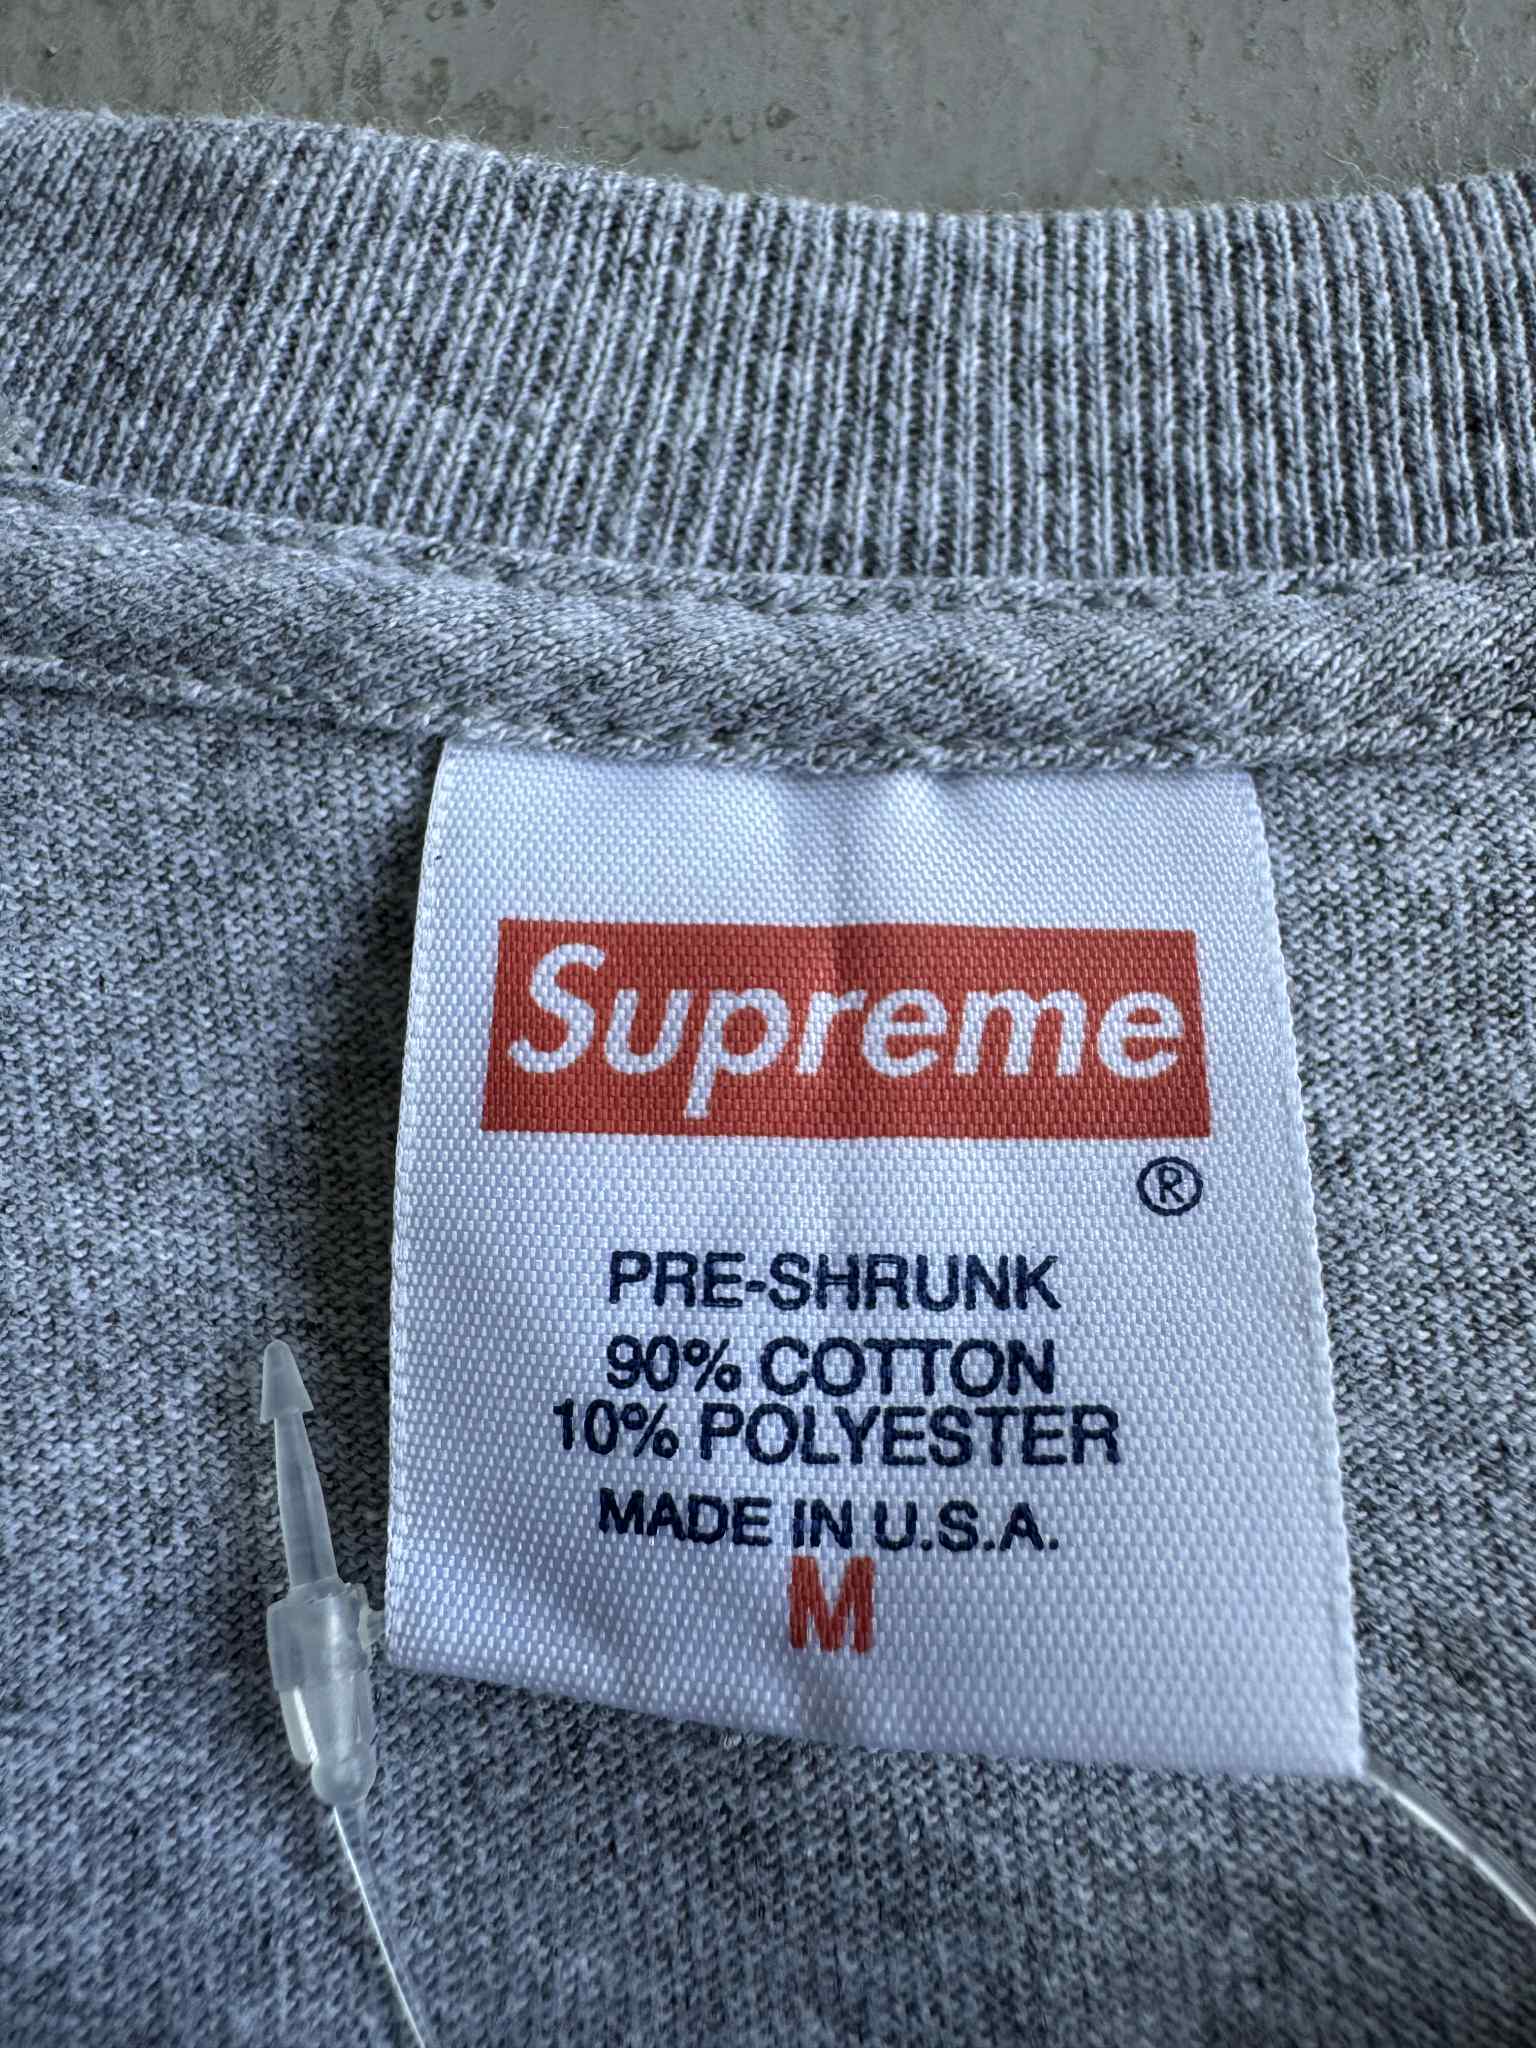 Supreme
®
PRE-SHRUNK
90% COTTON
10% POLYESTER
MADE IN U.S.A.
M